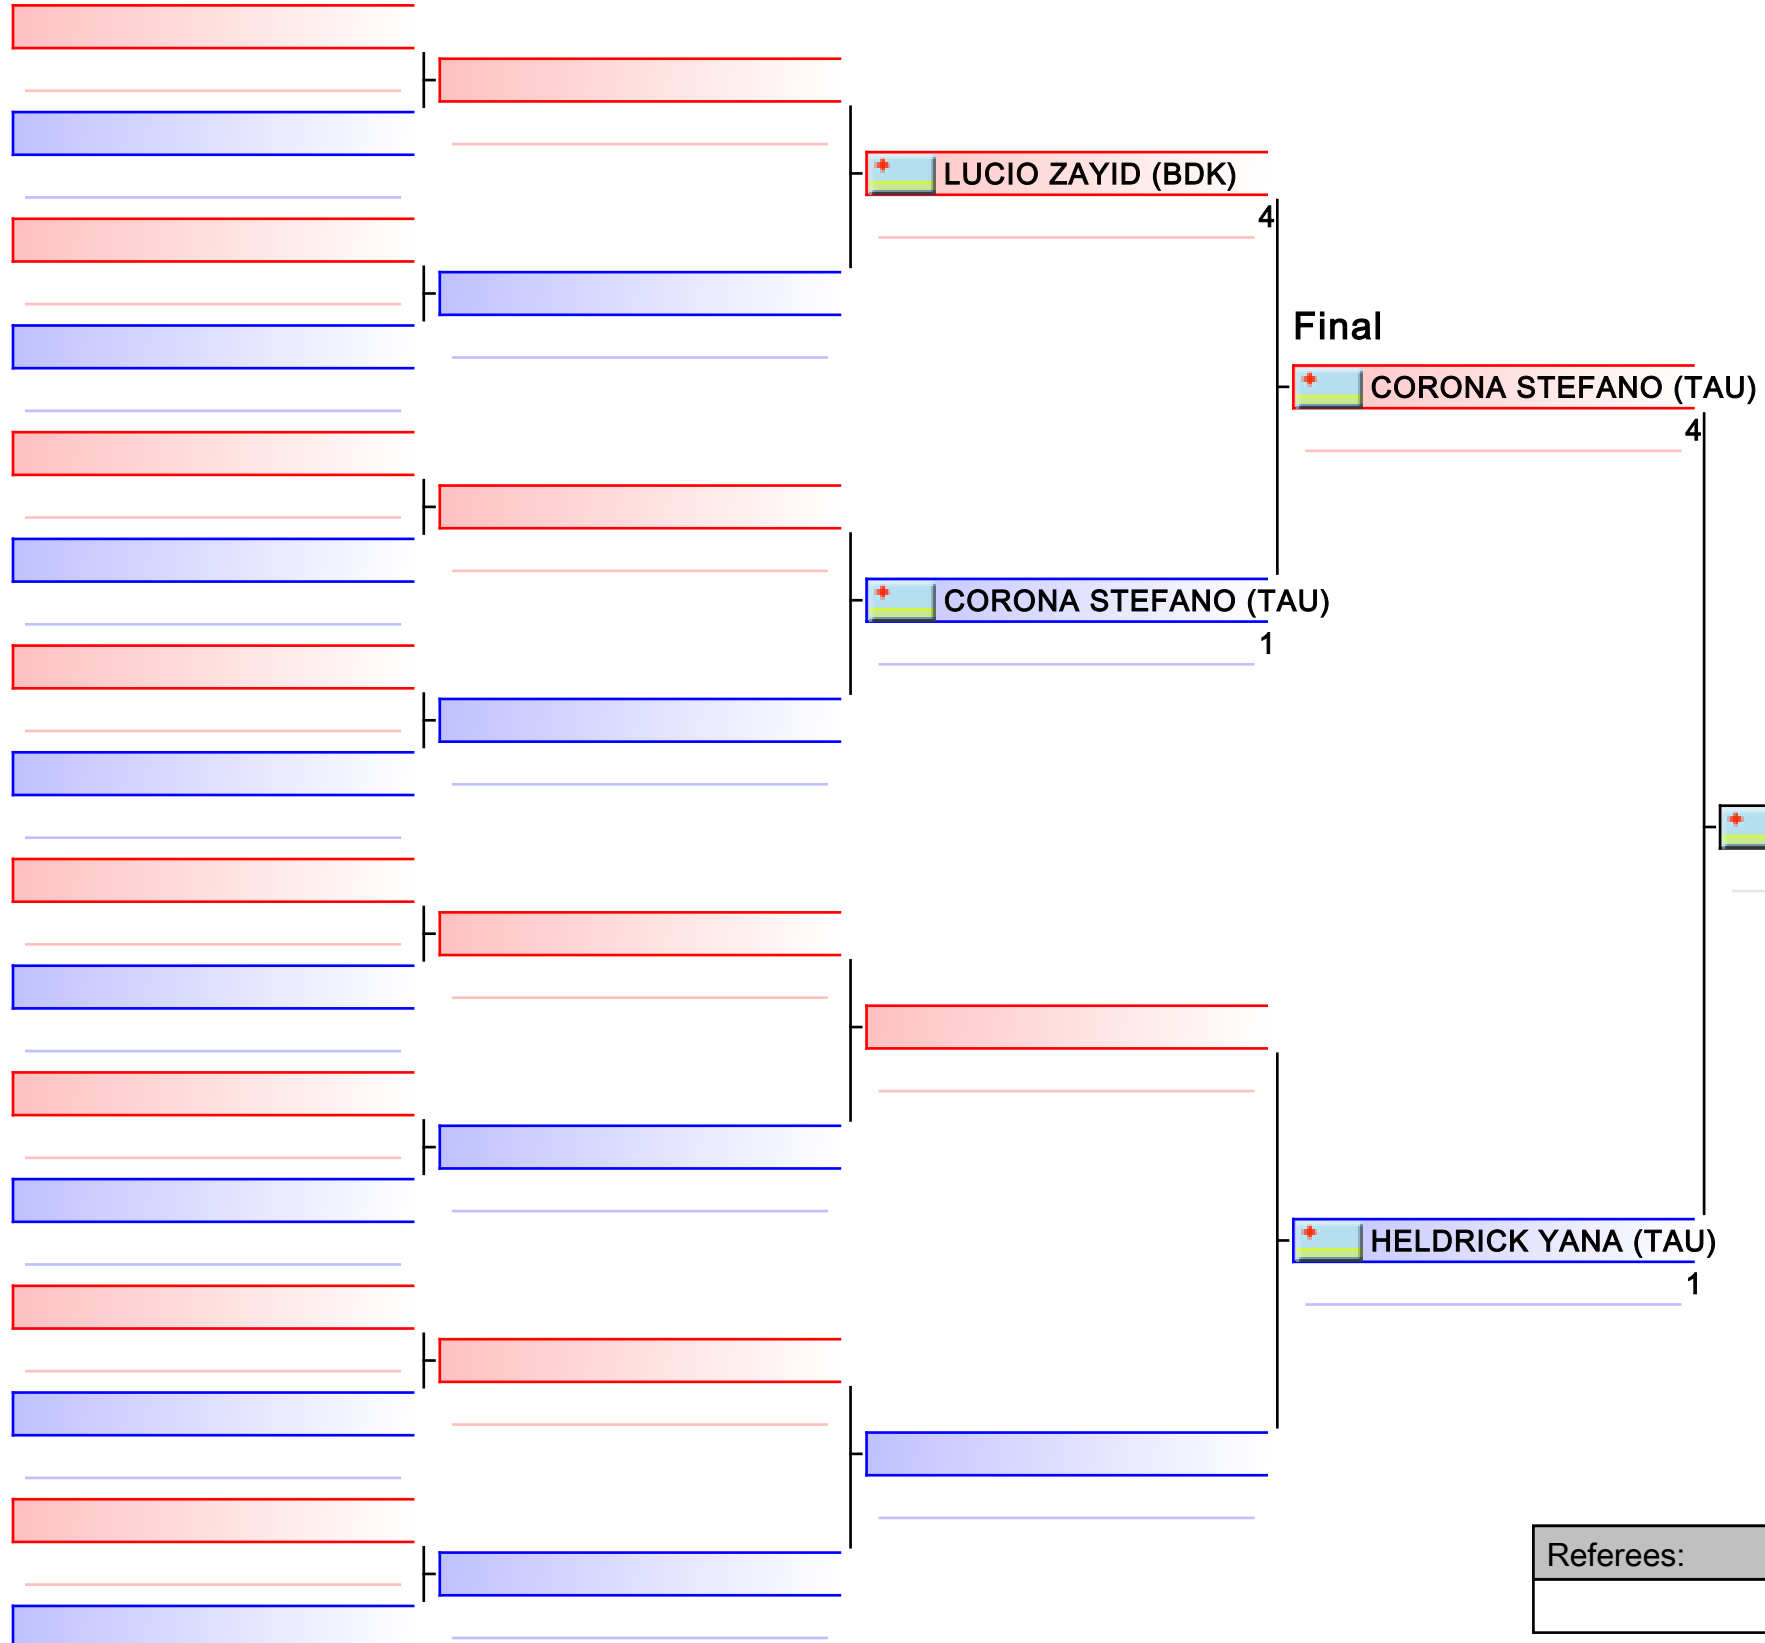 LUCIO ZAYID (BDK)
4
Final
CORONA STEFANO (TAU)
4
CORONA STEFANO (TAU)
1
HELDRICK YANA (TAU)
1
Referees: